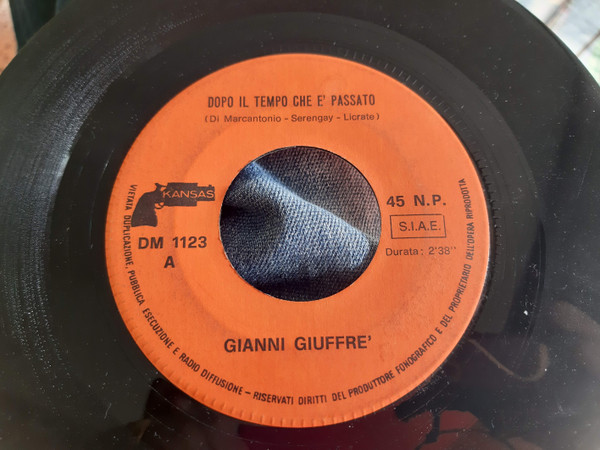 DOPO IL TEMPO CHE E' PASSATO
(Di Marcantonio - Serengay - Licrate)
KANSAS
DM 1123
A
45 N.P.
S.I.A.E.
Durata: 2'38''
GIANNI GIUFFRE'
VIETATA DUPLICAZIONE, PUBBLICA ESECUZIONE E RADIO DIFFUSIONE - RISERVATI DIRITTI DEL PRODUTTORE FONOGRAFICO E DEL PROPRIETARIO DELL'OPERA RIPRODOTTA